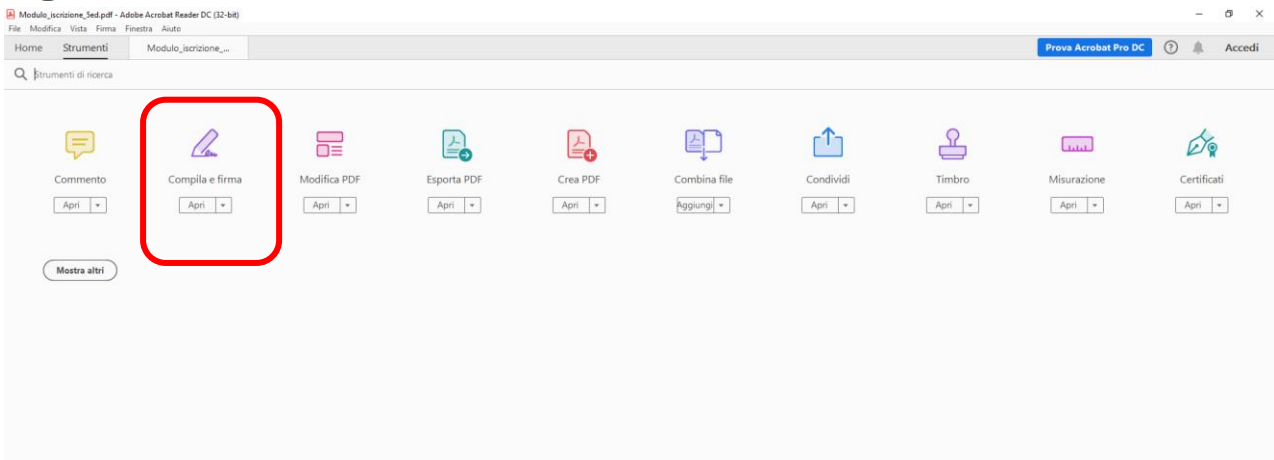 Modulo_iscrizione_5ed.pdf - Adobe Acrobat Reader DC (32-bit)
File Modifica Vista Firma Finestra Aiuto
Home Strumenti Modulo_iscrizione_... Prova Acrobat Pro DC Accedi
Strumenti di ricerca
Commento Compila e firma Modifica PDF Esporta PDF Crea PDF Combina file Condividi Timbro Misurazione Certificati
Apri Apri Apri Apri Apri Aggiungi Apri Apri Apri Apri
Mostra altri